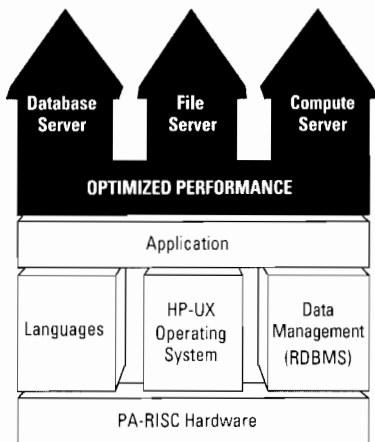 Database
Server
File
Server
Compute
Server
OPTIMIZED PERFORMANCE
Application
Languages
HP-UX
Operating
System
Data
Management
(RDBMS)
PA-RISC Hardware